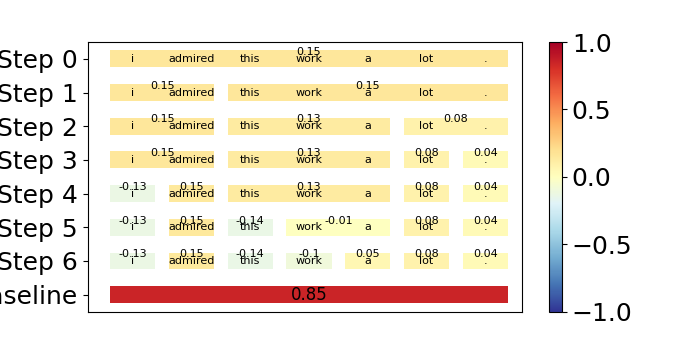 0.15
Step 0 i admired this work a lot . 1.0
0.15 0.15
Step 1 i admired this work a lot .
0.15 0.13 0.08
Step 2 i admired this work a lot . 0.5
0.15 0.13 0.08 0.04
Step 3 i admired this work a lot . 0.0
-0.13 0.15 0.13 0.08 0.04
Step 4 i admired this work a lot .
-0.13 0.15 -0.14 -0.01 0.08 0.04
Step 5 i admired this work a lot . −0.5
-0.13 0.15 -0.14 -0.1 0.05 0.08 0.04
Step 6 i admired this work a lot .
aseline 0.85 −1.0